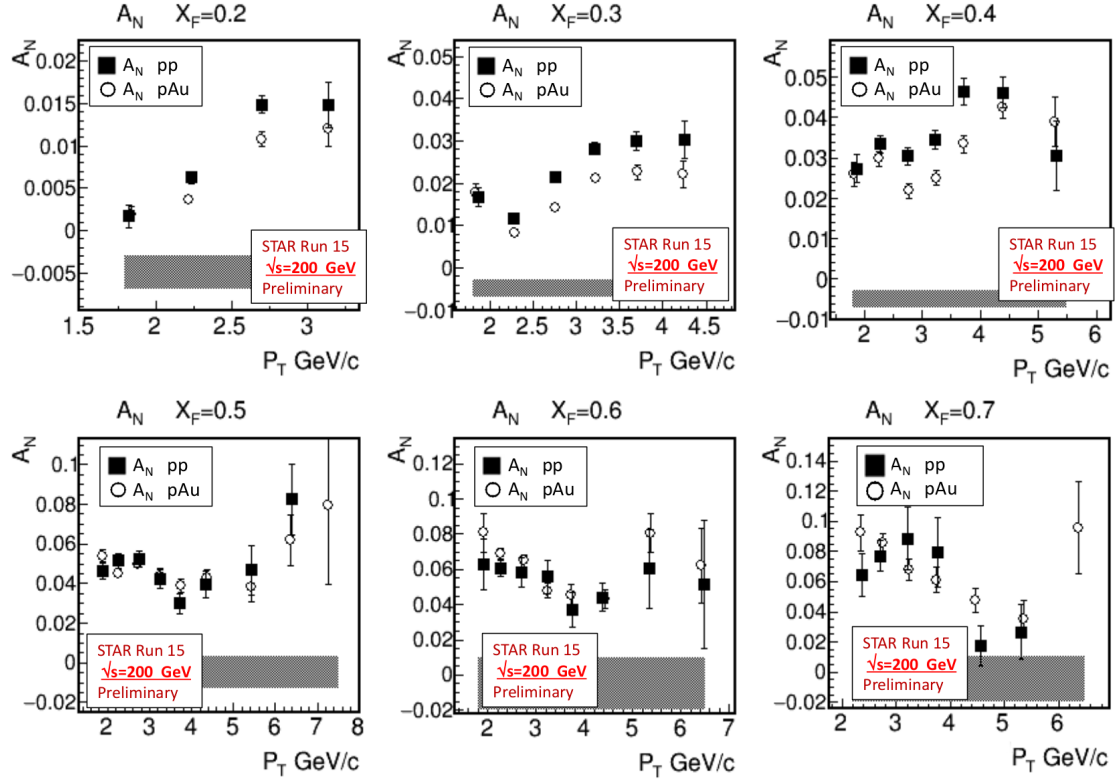 A_N X_F=0.2
A_N
A_N pp
A_N pAu
0.02
0.015
0.01
0.005
0
−0.005
STAR Run 15
√s=200 GeV
Preliminary
1.5 2 2.5 3
P_T GeV/c
A_N X_F=0.3
A_N
A_N pp
A_N pAu
0.05
0.04
0.03
0.02
0.01
0
−0.01
STAR Run 15
√s=200 GeV
Preliminary
2 2.5 3 3.5 4 4.5
P_T GeV/c
A_N X_F=0.4
A_N
A_N pp
A_N pAu
0.05
0.04
0.03
0.02
0.01
0
−0.01
STAR Run 15
√s=200 GeV
Preliminary
2 3 4 5 6
P_T GeV/c
A_N X_F=0.5
A_N
A_N pp
A_N pAu
0.1
0.08
0.06
0.04
0.02
0
−0.02
STAR Run 15
√s=200 GeV
Preliminary
2 3 4 5 6 7 8
P_T GeV/c
A_N X_F=0.6
A_N
A_N pp
A_N pAu
0.12
0.1
0.08
0.06
0.04
0.02
0
−0.02
STAR Run 15
√s=200 GeV
Preliminary
2 3 4 5 6 7
P_T GeV/c
A_N X_F=0.7
A_N
A_N pp
A_N pAu
0.14
0.12
0.1
0.08
0.06
0.04
0.02
0
−0.02
STAR Run 15
√s=200 GeV
Preliminary
2 3 4 5 6 7
P_T GeV/c